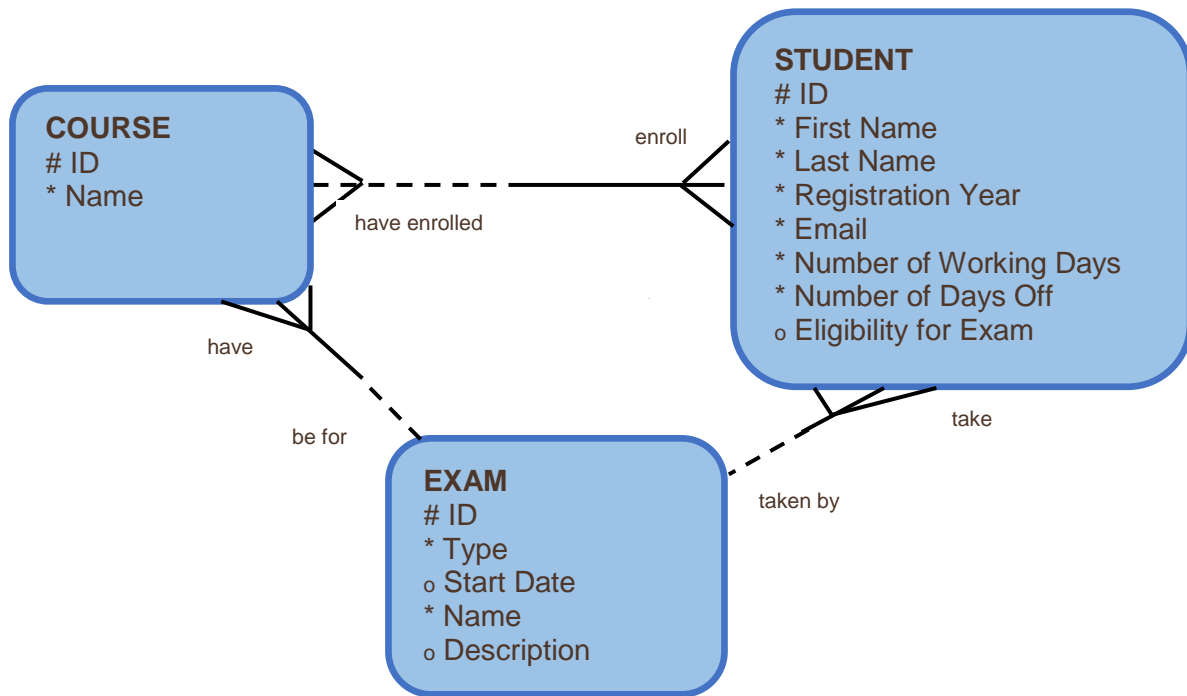 COURSE
# ID
* Name
enroll
have enrolled
STUDENT
# ID
* First Name
* Last Name
* Registration Year
* Email
* Number of Working Days
* Number of Days Off
o Eligibility for Exam
have
be for
take
taken by
EXAM
# ID
* Type
o Start Date
* Name
o Description